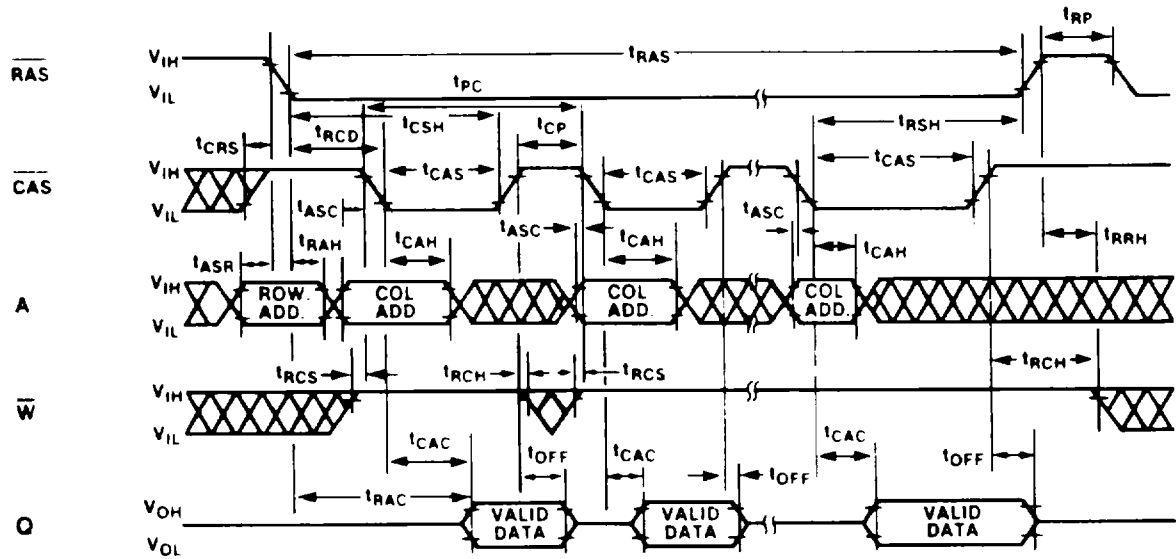 t_RP
t_RAS
RAS V_IH
V_IL
t_PC
t_CSH
t_CRS t_RCD t_CP t_RSH
CAS V_IH
V_IL
t_CAS t_CAS t_CAS
t_ASC t_ASC t_ASC
t_RAH t_CAH t_CAH t_CAH t_RRH
t_ASR
A V_IH
V_IL
ROW. ADD.
COL ADD
COL ADD.
COL ADD.
t_RCS t_RCH t_RCS t_RCH
W V_IH
V_IL
t_CAC t_OFF t_CAC t_OFF t_CAC t_OFF
t_RAC
Q V_OH
V_OL
VALID DATA
VALID DATA
VALID DATA